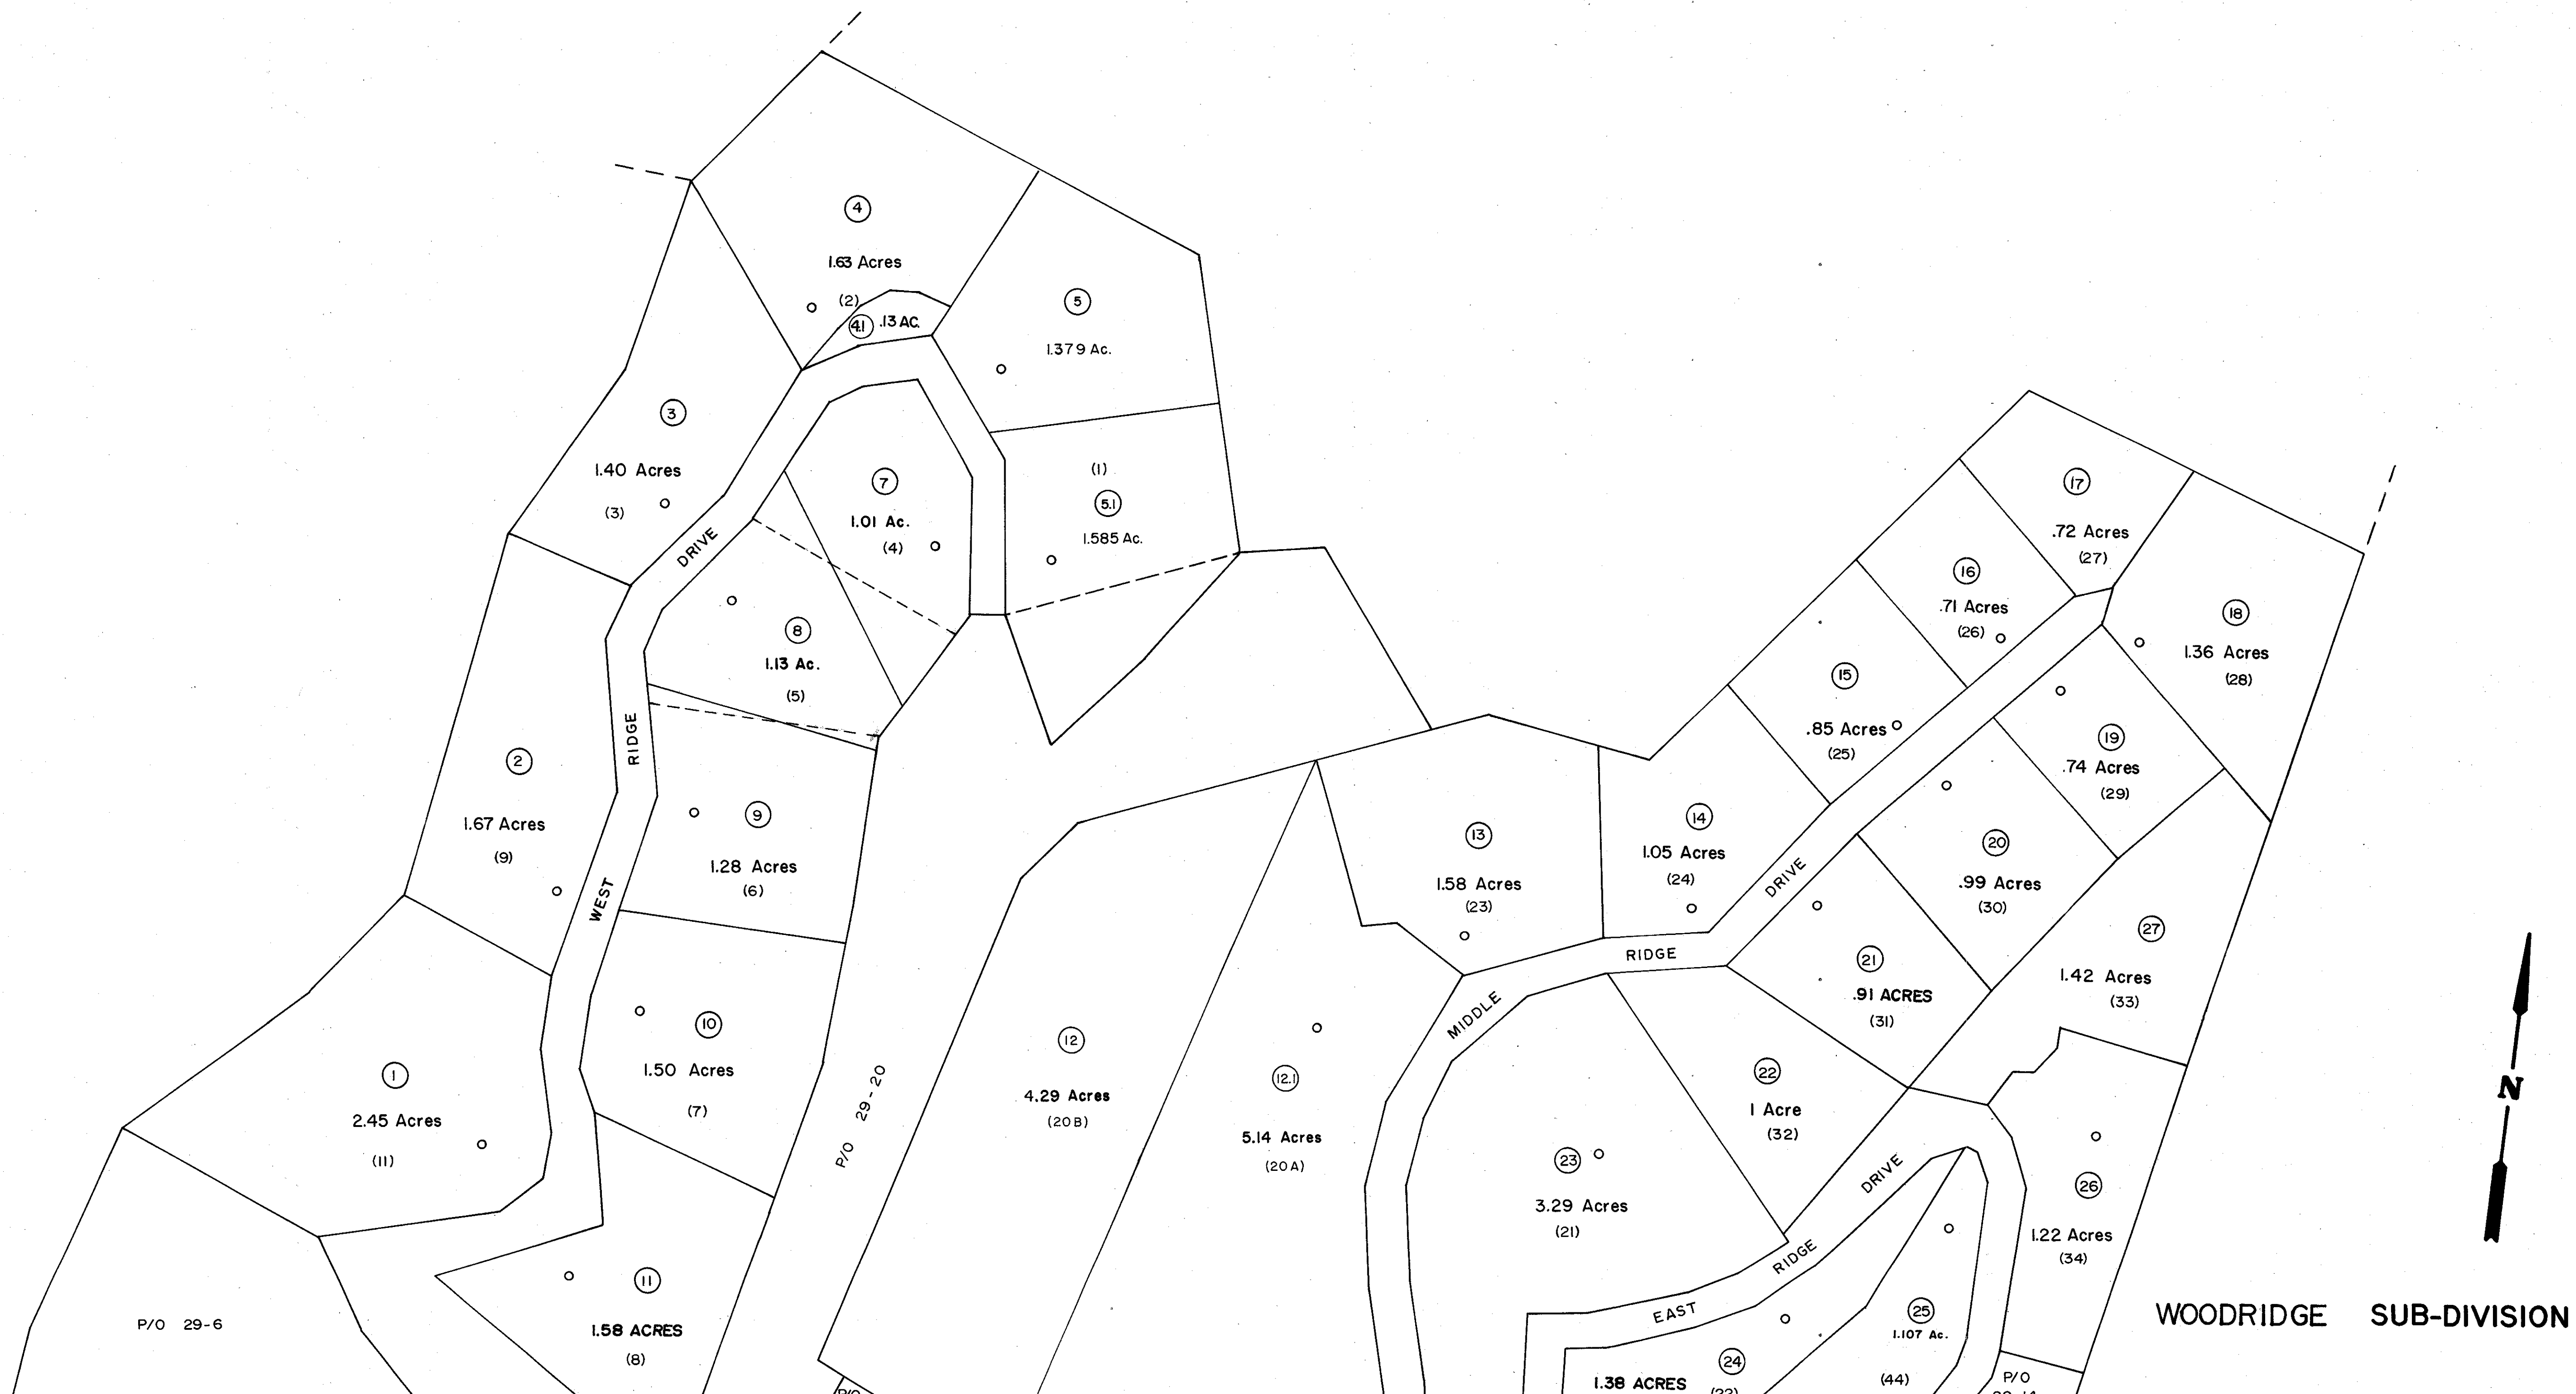 4
1.63 Acres
(2)
4.1 .13 AC.
5
1.379 Ac.
3
1.40 Acres
(3)
7
1.01 Ac.
(4)
(1)
5.1
1.585 Ac.
8
1.13 Ac.
(5)
2
1.67 Acres
(9)
9
1.28 Acres
(6)
WEST RIDGE DRIVE
10
1.50 Acres
(7)
1
2.45 Acres
(11)
11
1.58 ACRES
(8)
P/O 29-6
P/O 29-20
P/O
12
4.29 Acres
(20B)
12.1
5.14 Acres
(20A)
13
1.58 Acres
(23)
14
1.05 Acres
(24)
15
.85 Acres
(25)
16
.71 Acres
(26)
17
.72 Acres
(27)
18
1.36 Acres
(28)
19
.74 Acres
(29)
20
.99 Acres
(30)
21
.91 ACRES
(31)
MIDDLE RIDGE DRIVE
22
1 Acre
(32)
23
3.29 Acres
(21)
27
1.42 Acres
(33)
26
1.22 Acres
(34)
EAST RIDGE DRIVE
25
1.107 Ac.
(44)
24
1.38 ACRES
P/O
N
WOODRIDGE SUB-DIVISION